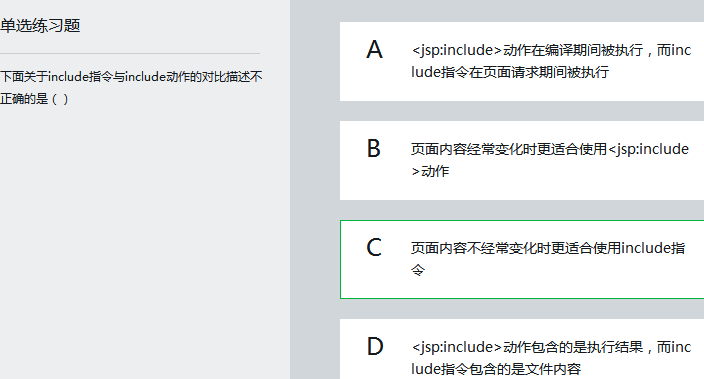 单选练习题
下面关于include指令与include动作的对比描述不
正确的是（ ）
A
<jsp:include>动作在编译期间被执行，而inc
lude指令在页面请求期间被执行
B
页面内容经常变化时更适合使用<jsp:include
>动作
C
页面内容不经常变化时更适合使用include指
令
D
<jsp:include>动作包含的是执行结果，而inc
lude指令包含的是文件内容